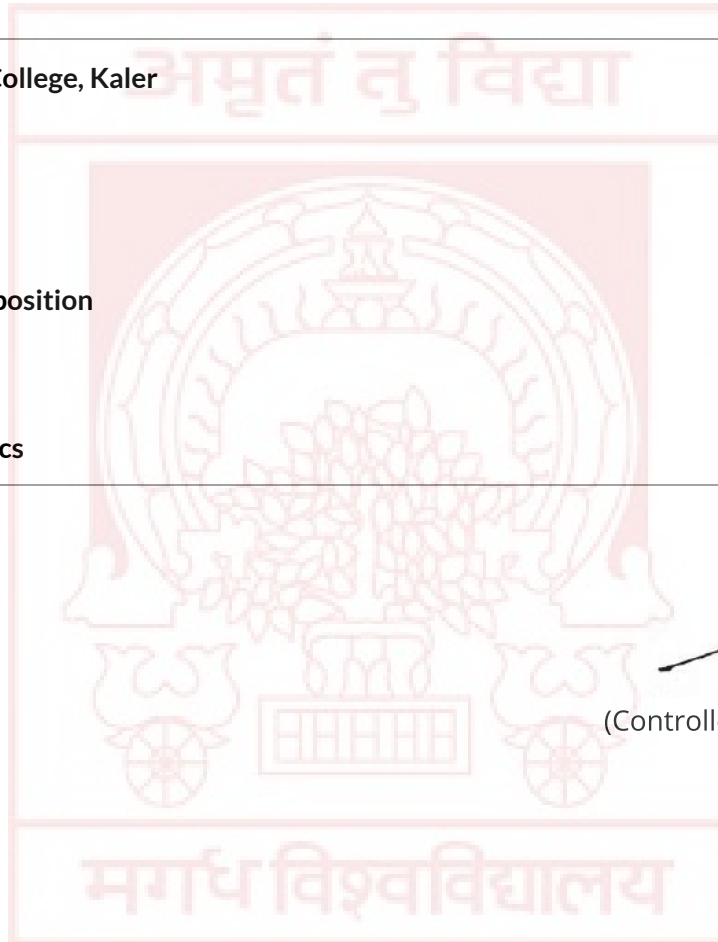 अमृतं तु विद्या
College, Kaler
position
cs
(Controll
मगध विश्वविद्यालय